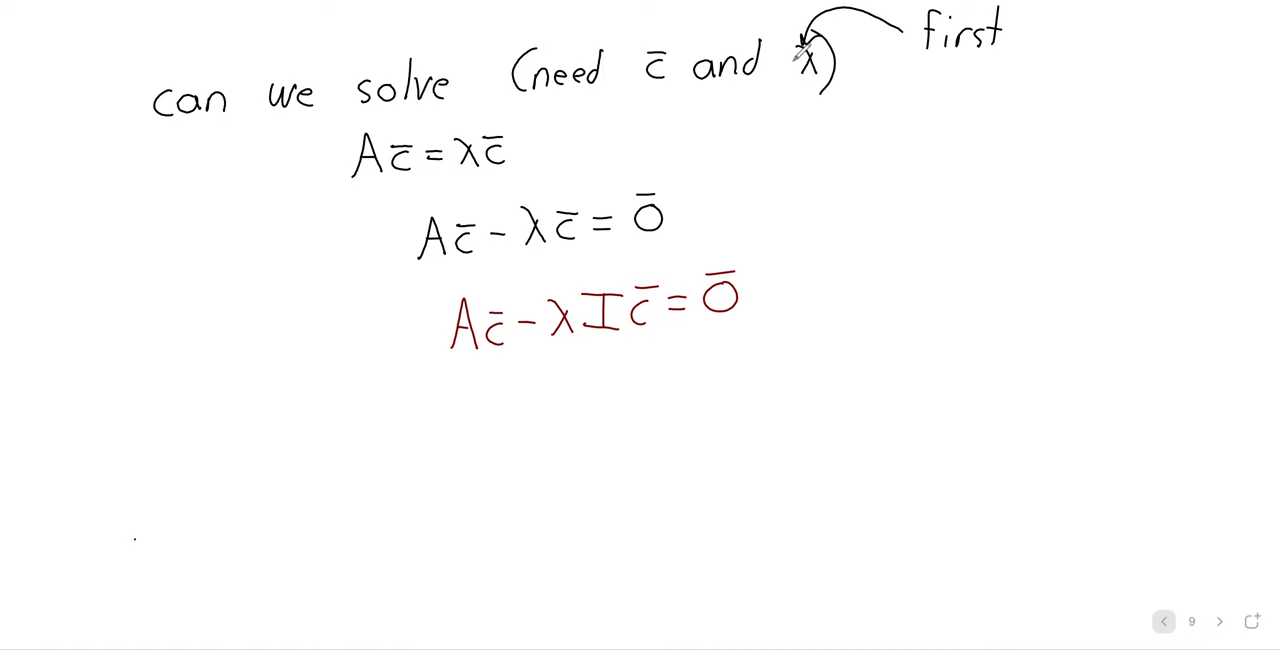 can we solve (need c̄ and λ) first
Ac̄ = λc̄
Ac̄ - λc̄ = 0̄
Ac̄ - λIc̄ = 0̄
9